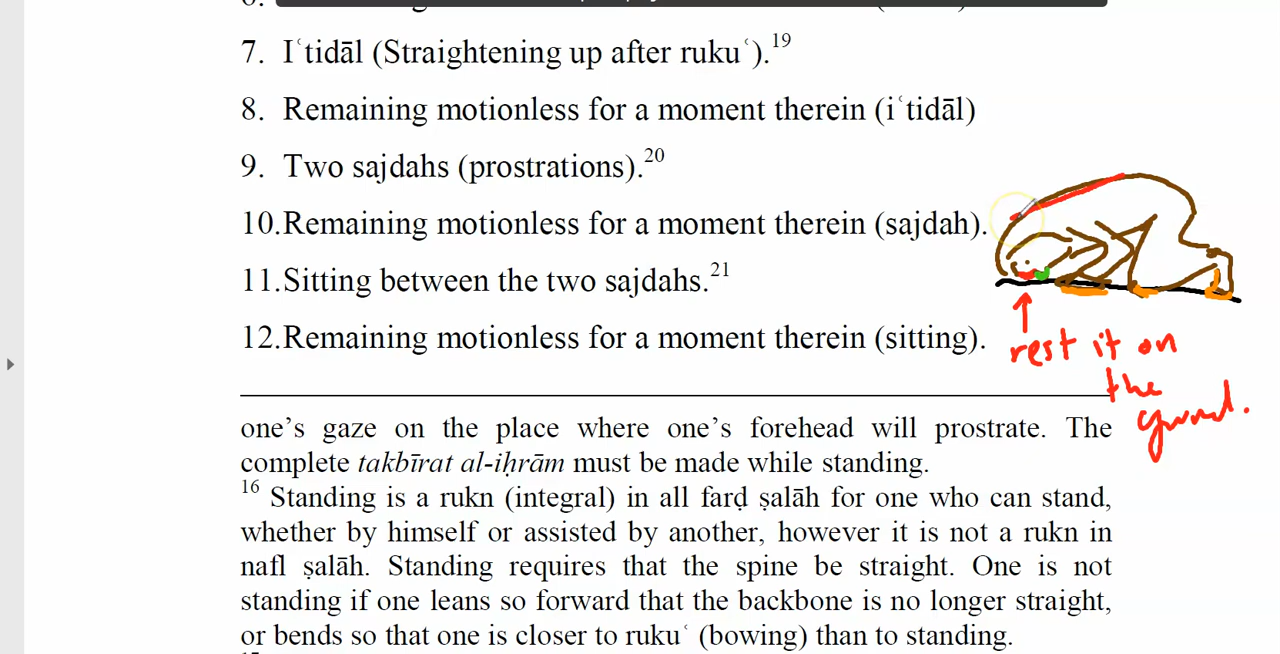 7. Iʿtidāl (Straightening up after rukuʿ).19
8. Remaining motionless for a moment therein (iʿtidāl)
9. Two sajdahs (prostrations).20
10.Remaining motionless for a moment therein (sajdah).
11.Sitting between the two sajdahs.21
12.Remaining motionless for a moment therein (sitting).
rest it on
the
ground.
one’s gaze on the place where one’s forehead will prostrate. The
complete takbīrat al-iḥrām must be made while standing.
16 Standing is a rukn (integral) in all farḍ ṣalāh for one who can stand,
whether by himself or assisted by another, however it is not a rukn in
nafl ṣalāh. Standing requires that the spine be straight. One is not
standing if one leans so forward that the backbone is no longer straight,
or bends so that one is closer to rukuʿ (bowing) than to standing.